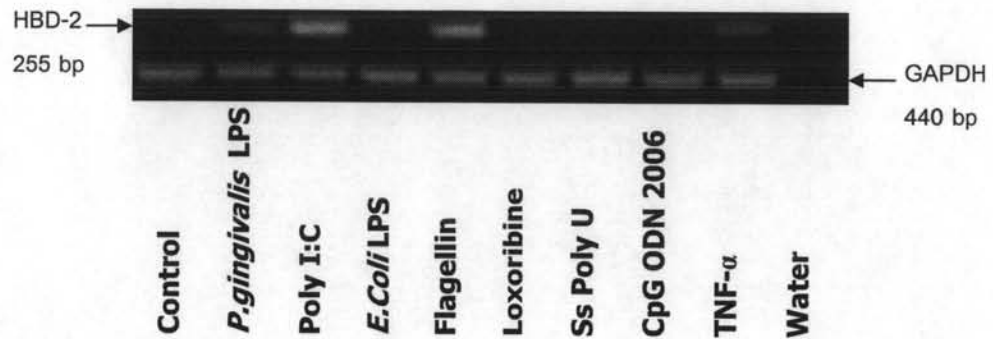 HBD-2
255 bp
GAPDH
440 bp
Control
P.gingivalis LPS
Poly I:C
E.Coli LPS
Flagellin
Loxoribine
Ss Poly U
CpG ODN 2006
TNF-α
Water